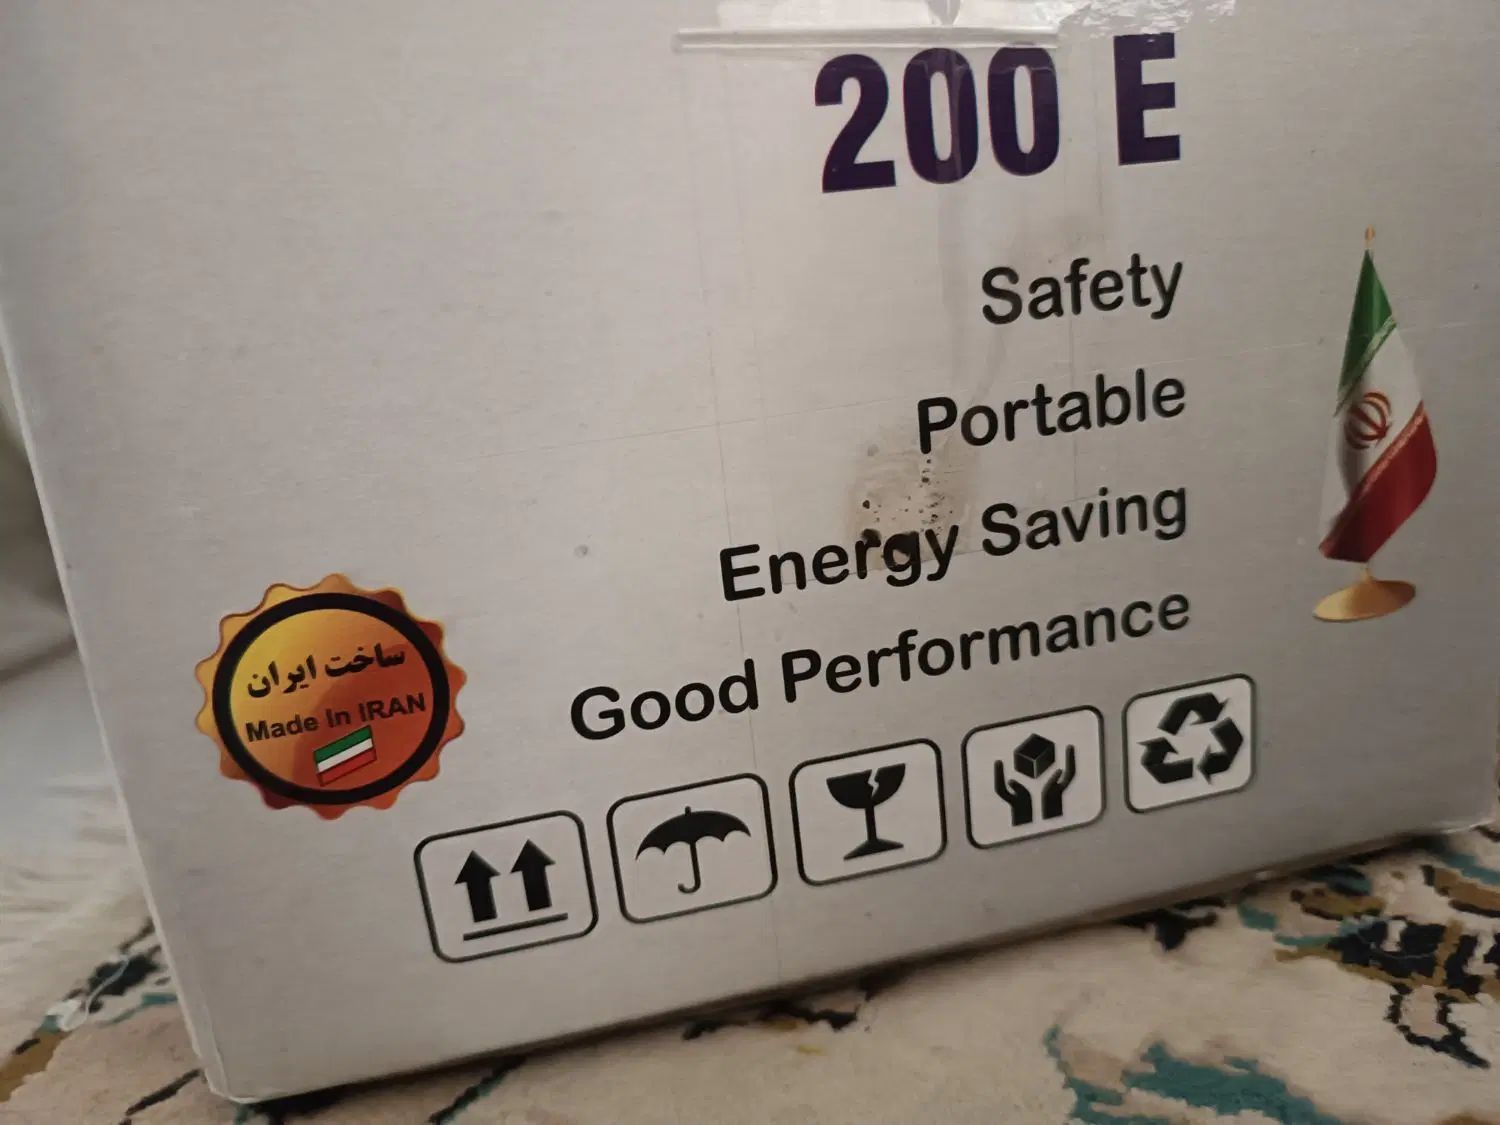 200 E
Safety
Portable
Energy Saving
Good Performance
ساخت ایران
Made In IRAN